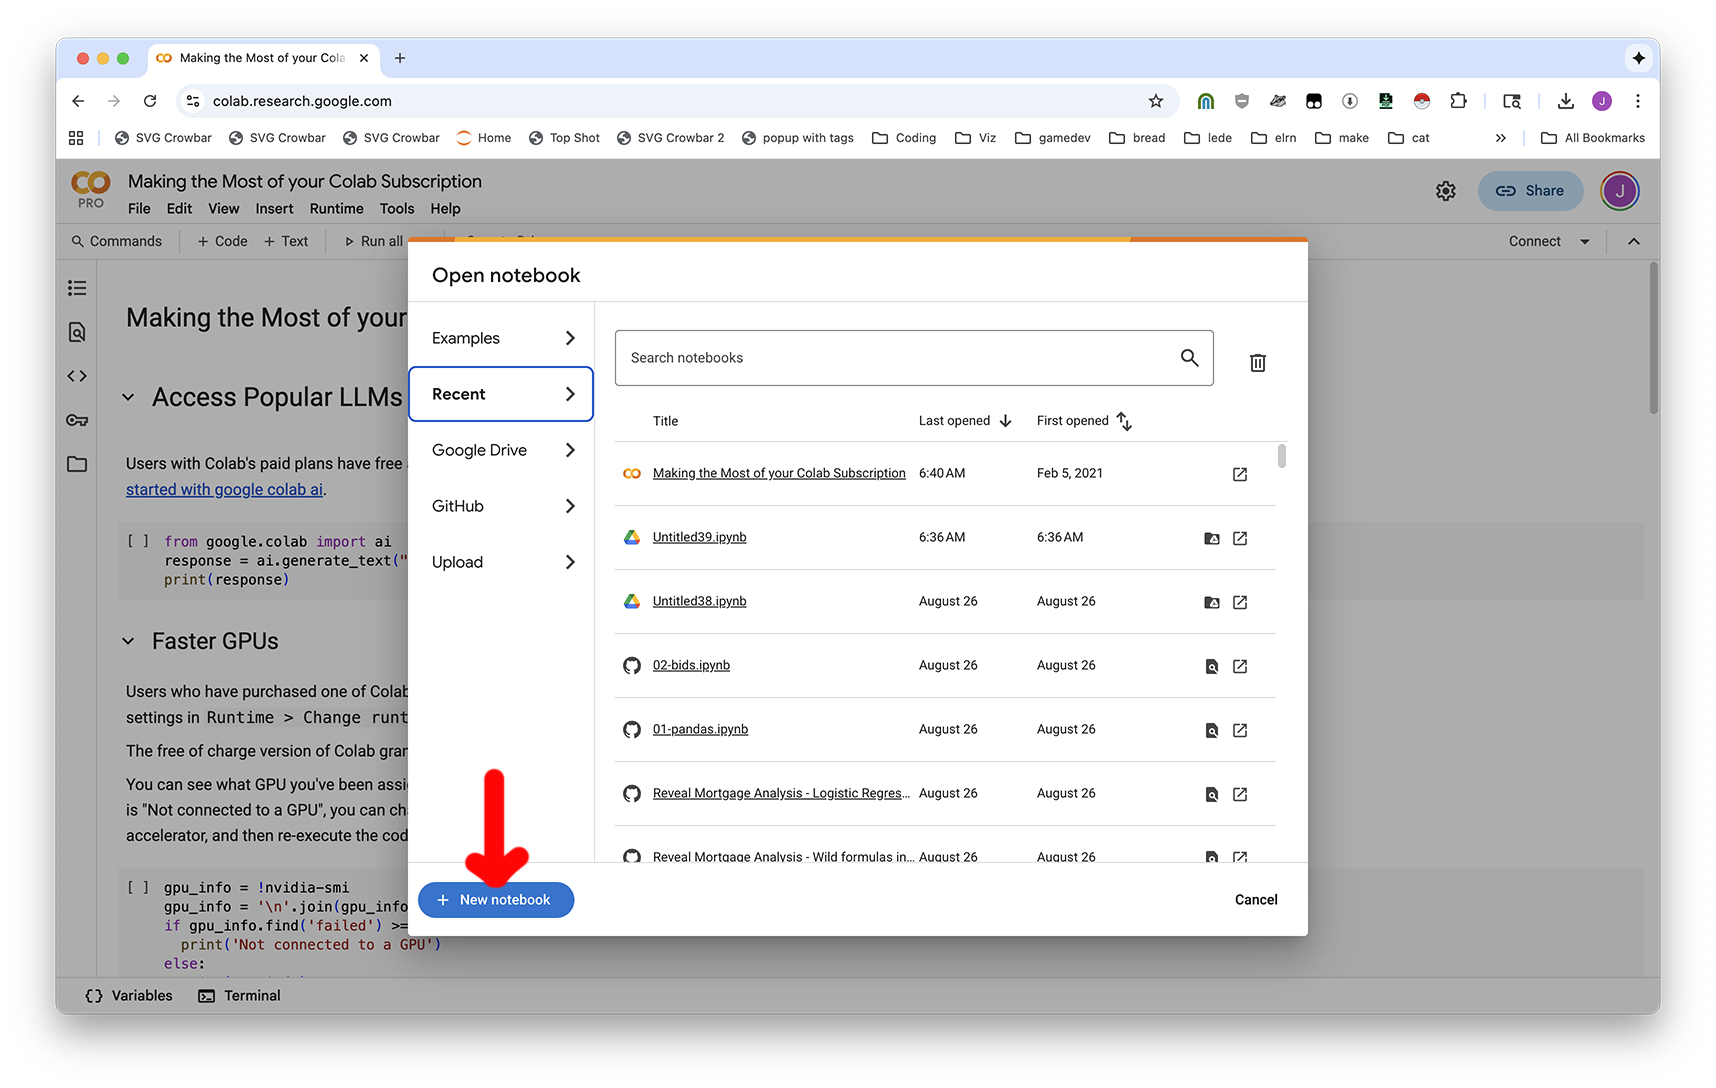 Making the Most of your Cola
colab.research.google.com
J
SVG Crowbar
SVG Crowbar
SVG Crowbar
Home
Top Shot
SVG Crowbar 2
popup with tags
Coding
Viz
gamedev
bread
lede
elrn
make
cat
»
All Bookmarks
CO
PRO
Making the Most of your Colab Subscription
File Edit View Insert Runtime Tools Help
Share
J
Commands
+ Code + Text
Run all
Connect
Making the Most of your
Access Popular LLMs
Users with Colab's paid plans have free
started with google colab ai.
[ ] from google.colab import ai
response = ai.generate_text("
print(response)
Faster GPUs
Users who have purchased one of Colab
settings in Runtime > Change runt
The free of charge version of Colab gran
You can see what GPU you've been assi
is "Not connected to a GPU", you can ch
accelerator, and then re-execute the cod
[ ] gpu_info = !nvidia-smi
gpu_info = '\n'.join(gpu_info
if gpu_info.find('failed') >=
print('Not connected to a GPU')
else:
Open notebook
Examples
Recent
Google Drive
GitHub
Upload
Search notebooks
Title Last opened First opened
Making the Most of your Colab Subscription 6:40 AM Feb 5, 2021
Untitled39.ipynb 6:36 AM 6:36 AM
Untitled38.ipynb August 26 August 26
02-bids.ipynb August 26 August 26
01-pandas.ipynb August 26 August 26
Reveal Mortgage Analysis - Logistic Regres... August 26 August 26
Reveal Mortgage Analysis - Wild formulas in... August 26 August 26
+ New notebook
Cancel
Variables
Terminal